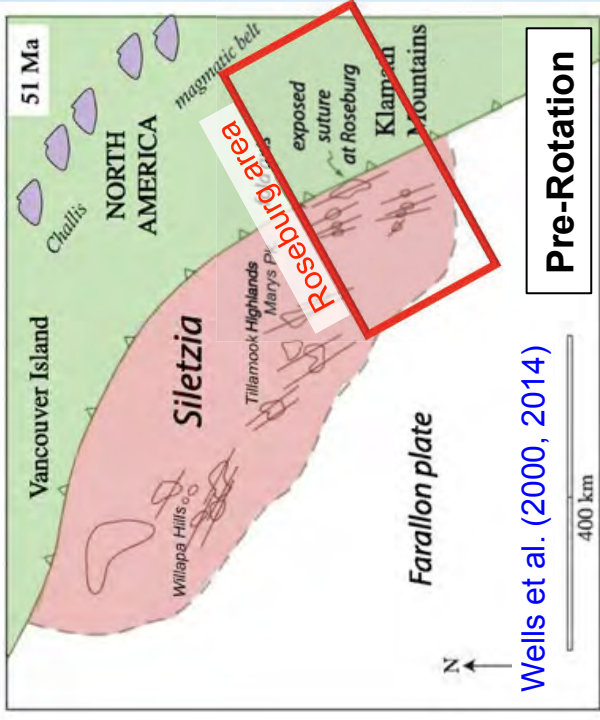 51 Ma
Vancouver Island
Challis
magmatic belt
NORTH
AMERICA
exposed
suture
at Roseburg
Klamath
Mountains
Roseburg area
Siletzia
Tillamook Highlands
Marys
Willapa Hills
Farallon plate
N
Wells et al. (2000, 2014)
400 km
Pre-Rotation